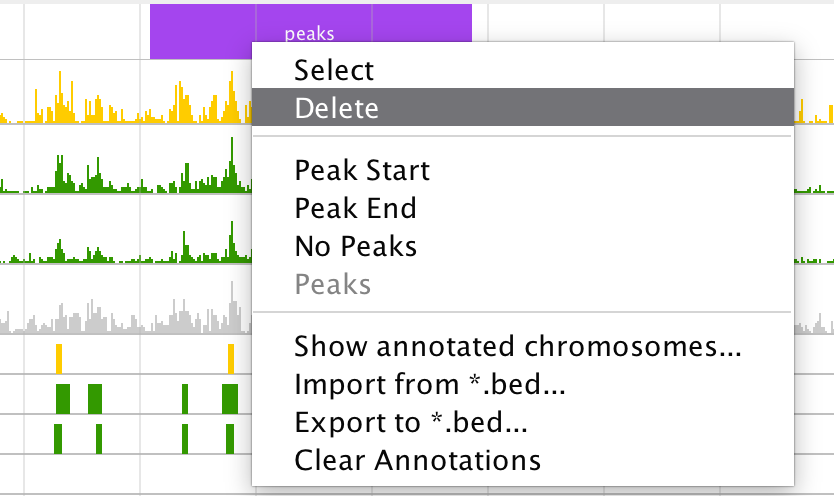 peaks
Select
Delete
Peak Start
Peak End
No Peaks
Peaks
Show annotated chromosomes...
Import from *.bed...
Export to *.bed...
Clear Annotations